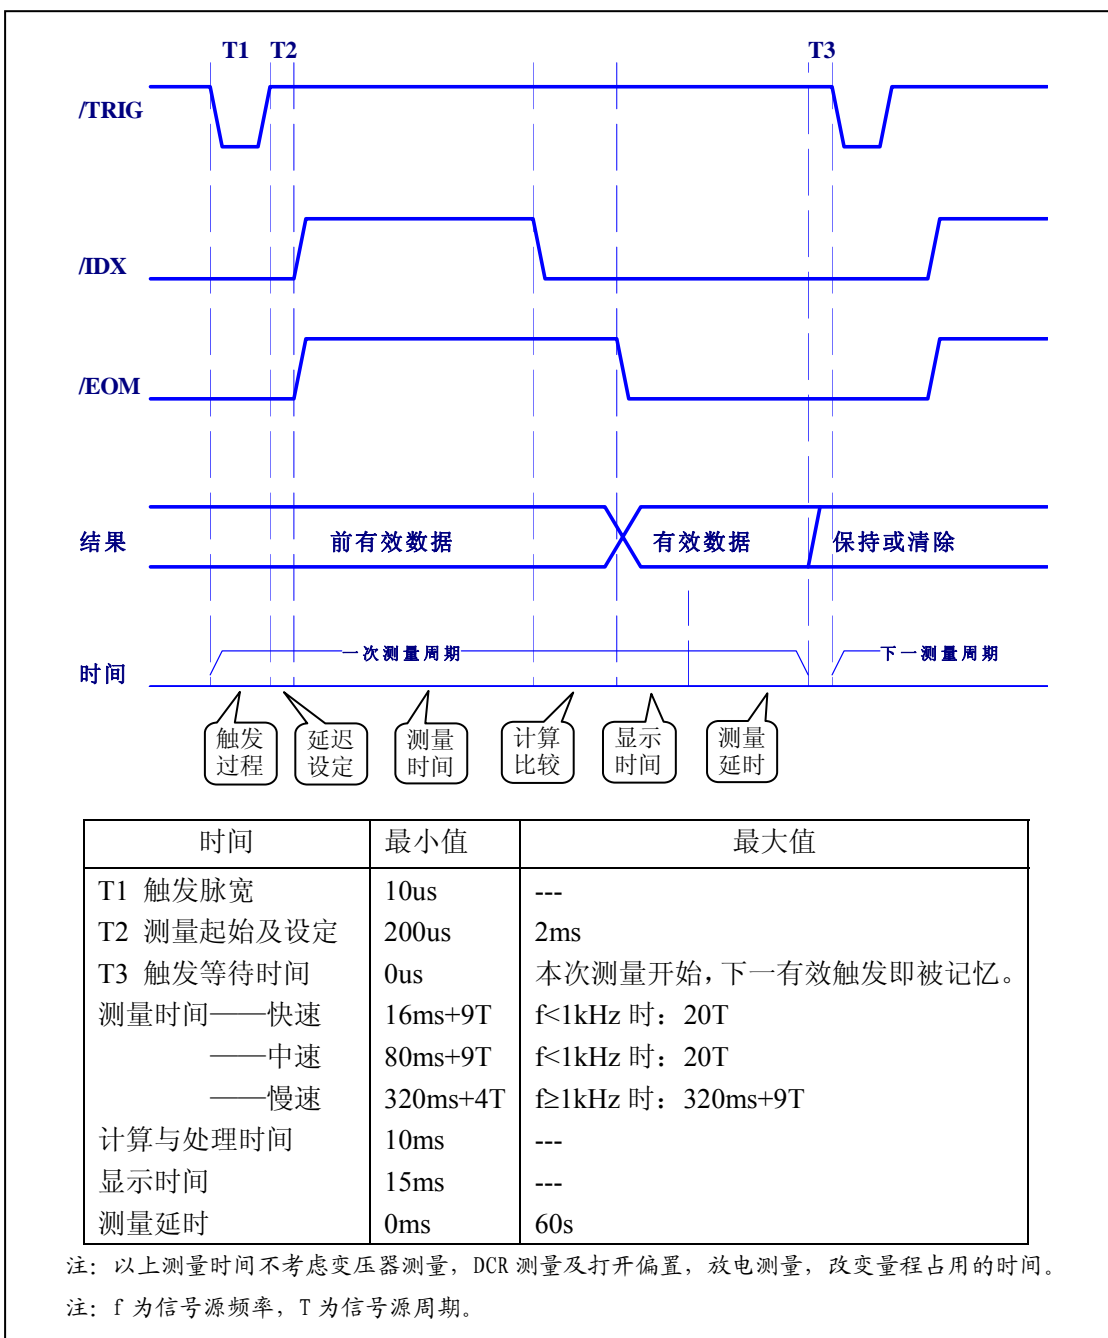 T1 T2 T3
/TRIG
/IDX
/EOM
结果 前有效数据 有效数据 保持或清除
时间 一次测量周期 下一测量周期
触发 延迟 测量 计算 显示 测量
过程 设定 时间 比较 时间 延时
时间 最小值 最大值
T1 触发脉宽 10us ---
T2 测量起始及设定 200us 2ms
T3 触发等待时间 0us 本次测量开始,下一有效触发即被记忆。
测量时间——快速 16ms+9T f<1kHz 时：20T
——中速 80ms+9T f<1kHz 时：20T
——慢速 320ms+4T f≥1kHz 时：320ms+9T
计算与处理时间 10ms ---
显示时间 15ms ---
测量延时 0ms 60s
注：以上测量时间不考虑变压器测量，DCR 测量及打开偏置，放电测量，改变量程占用的时间。
注：f 为信号源频率，T 为信号源周期。